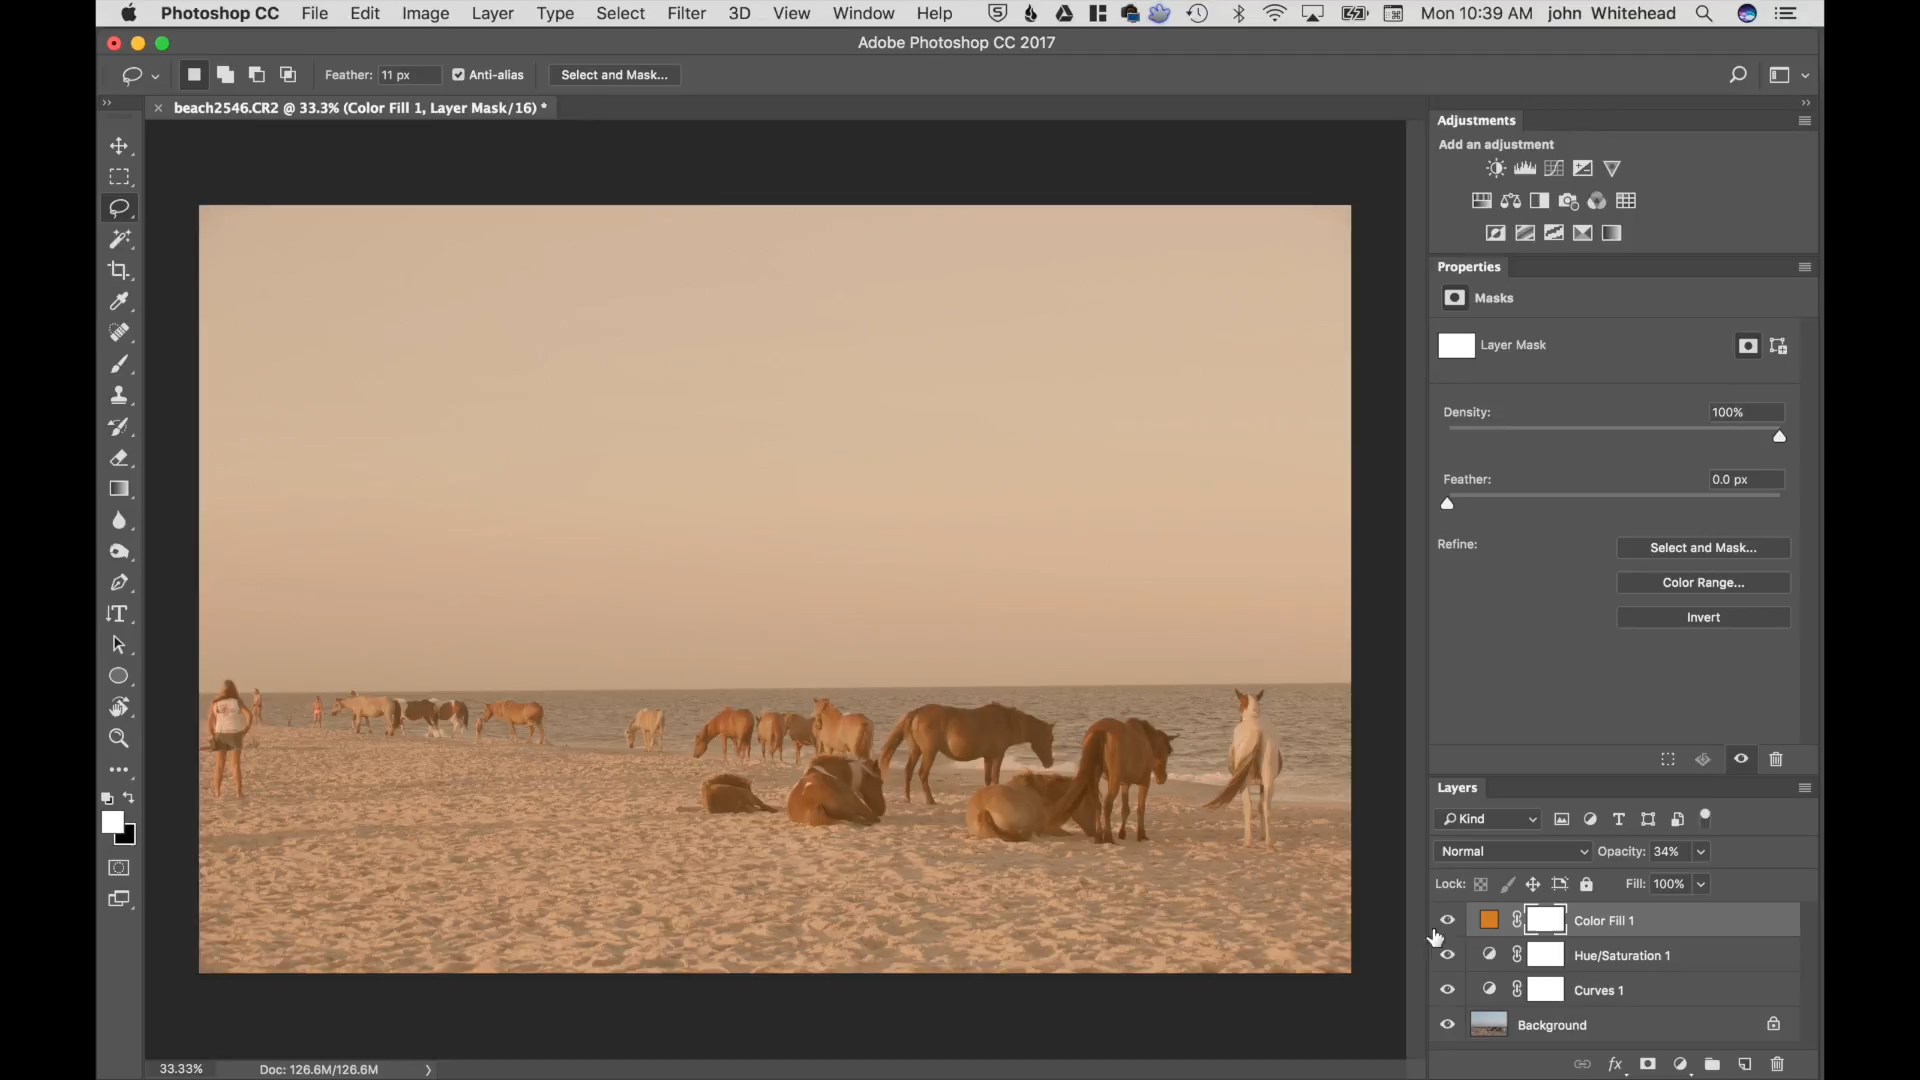 Photoshop CC File Edit Image Layer Type Select Filter 3D View Window Help Mon 10:39 AM john Whitehead
Adobe Photoshop CC 2017
Feather: 11 px Anti-alias Select and Mask...
beach2546.CR2 @ 33.3% (Color Fill 1, Layer Mask/16) *
Adjustments
Add an adjustment
Properties
Masks
Layer Mask
Density: 100%
Feather: 0.0 px
Refine: Select and Mask...
Color Range...
Invert
Layers
Kind
Normal Opacity: 34%
Lock: Fill: 100%
Color Fill 1
Hue/Saturation 1
Curves 1
Background
fx
33.33% Doc: 126.6M/126.6M